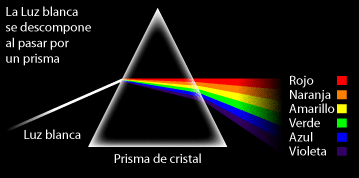 La Luz blanca
se descompone
al pasar por
un prisma
Luz blanca
Prisma de cristal
Rojo
Naranja
Amarillo
Verde
Azul
Violeta